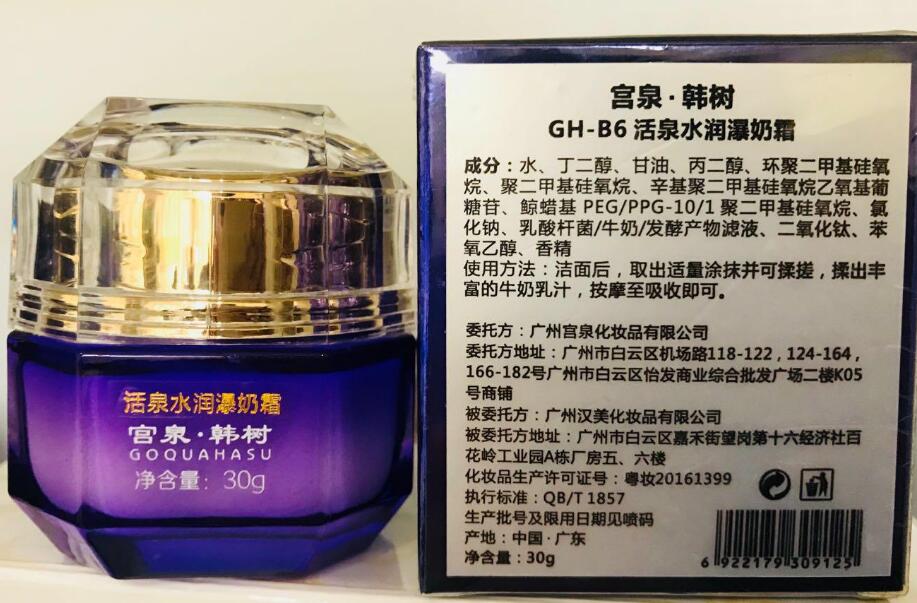 活泉水润瀑奶霜
宫泉·韩树
GOQUAHASU
净含量：30g
宫泉·韩树
GH-B6 活泉水润瀑奶霜
成分：水、丁二醇、甘油、丙二醇、环聚二甲基硅氧
烷、聚二甲基硅氧烷、辛基聚二甲基硅氧烷乙氧基葡
糖苷、鲸蜡基 PEG/PPG-10/1 聚二甲基硅氧烷、氯
化钠、乳酸杆菌/牛奶/发酵产物滤液、二氧化钛、苯
氧乙醇、香精
使用方法：洁面后，取出适量涂抹并可揉搓，揉出丰
富的牛奶乳汁，按摩至吸收即可。
委托方：广州宫泉化妆品有限公司
委托方地址：广州市白云区机场路118-122，124-164，
166-182号广州市白云区怡发商业综合批发广场二楼K05
号商铺
被委托方：广州汉美化妆品有限公司
被委托方地址：广州市白云区嘉禾街望岗第十六经济社百
花岭工业园A栋厂房五、六楼
化妆品生产许可证号：粤妆20161399
执行标准：QB/T 1857
生产批号及限用日期见喷码
产地：中国·广东
净含量：30g
6 922179 309125